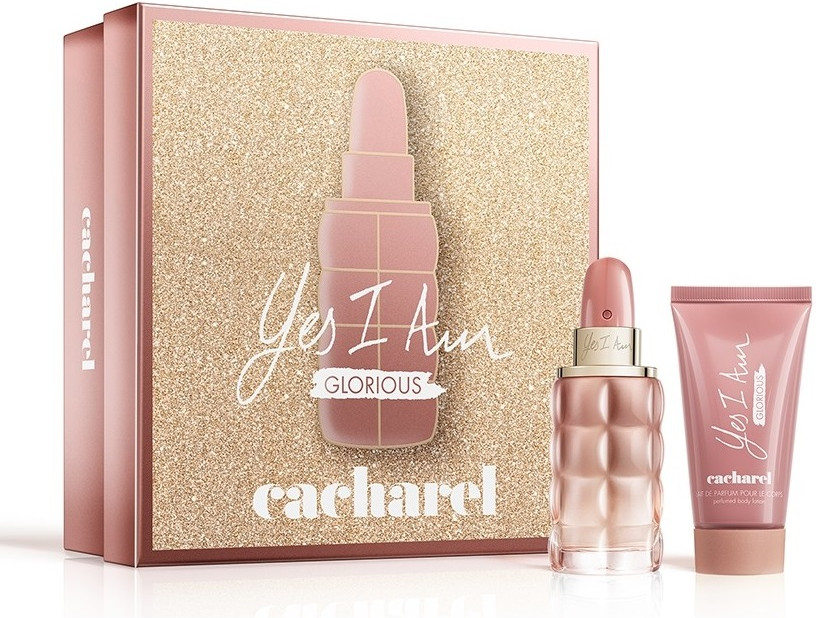 cacharel
Yes I Am
GLORIOUS
cacharel
Yes I Am
Yes I Am
GLORIOUS
cacharel
LAIT DE PARFUM POUR LE CORPS
perfumed body lotion